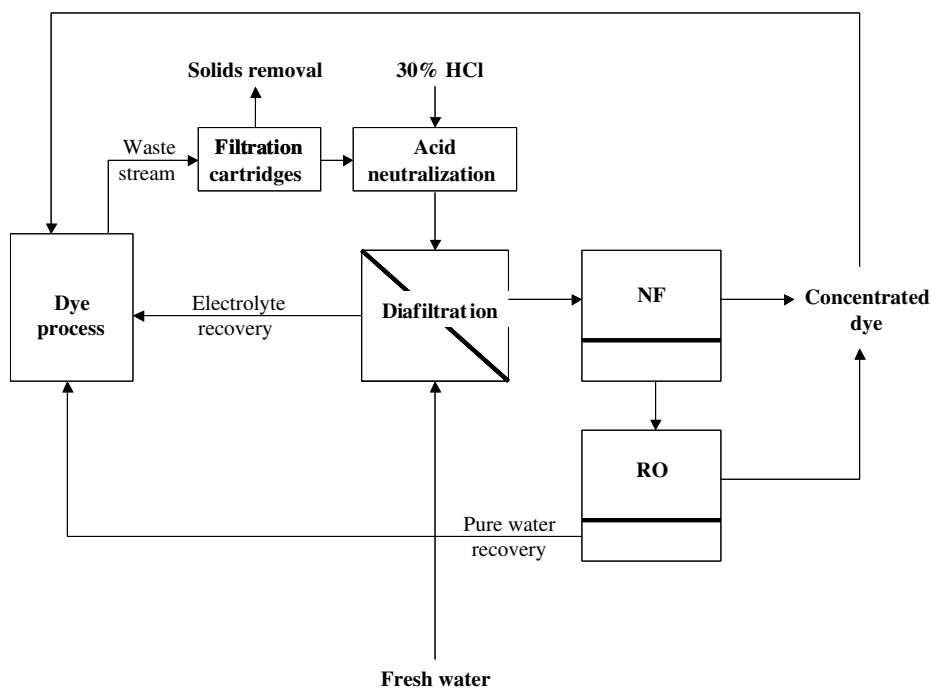 Solids removal
30% HCl
Waste
stream
Filtration
cartridges
Acid
neutralization
Dye
process
Electrolyte
recovery
Diafiltration
NF
Concentrated
dye
RO
Pure water
recovery
Fresh water